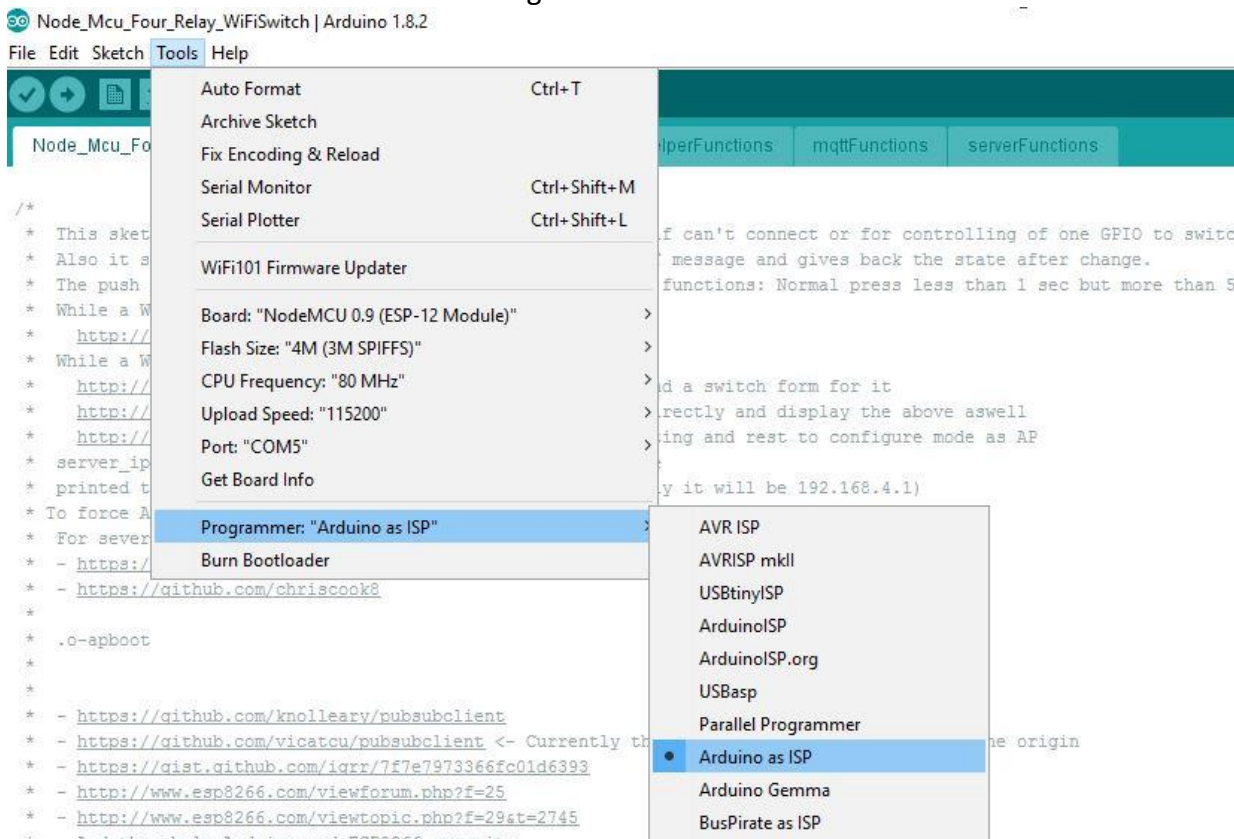 Node_Mcu_Four_Relay_WiFiSwitch | Arduino 1.8.2
File Edit Sketch Tools Help
Auto Format Ctrl+T
Archive Sketch
Node_Mcu_Fo Fix Encoding & Reload lperFunctions mqttFunctions serverFunctions
Serial Monitor Ctrl+Shift+M
/*
Serial Plotter Ctrl+Shift+L
* This sket f can't connect or for controlling of one GPIO to switc
* Also it s WiFi101 Firmware Updater message and gives back the state after change.
* The push functions: Normal press less than 1 sec but more than 5
* While a W Board: "NodeMCU 0.9 (ESP-12 Module)" >
* http://
* While a W Flash Size: "4M (3M SPIFFS)" >
* http:// CPU Frequency: "80 MHz" > d a switch form for it
* http:// Upload Speed: "115200" > rectly and display the above aswell
* http:// Port: "COM5" > ing and rest to configure mode as AP
* server_ip
* printed t Get Board Info y it will be 192.168.4.1)
* To force A
* For sever Programmer: "Arduino as ISP" > AVR ISP
* - https:/ Burn Bootloader AVRISP mkII
* - https://github.com/chriscook8 USBtinyISP
*
* .o-apboot ArduinoISP
* ArduinoISP.org
* USBasp
* - https://github.com/knolleary/pubsubclient Parallel Programmer
* - https://github.com/vicatcu/pubsubclient <- Currently th Arduino as ISP he origin
* - https://gist.github.com/igrr/7f7e7973366fc01d6393
* - http://www.esp8266.com/viewforum.php?f=25 Arduino Gemma
* - http://www.esp8266.com/viewtopic.php?f=29&t=2745 BusPirate as ISP